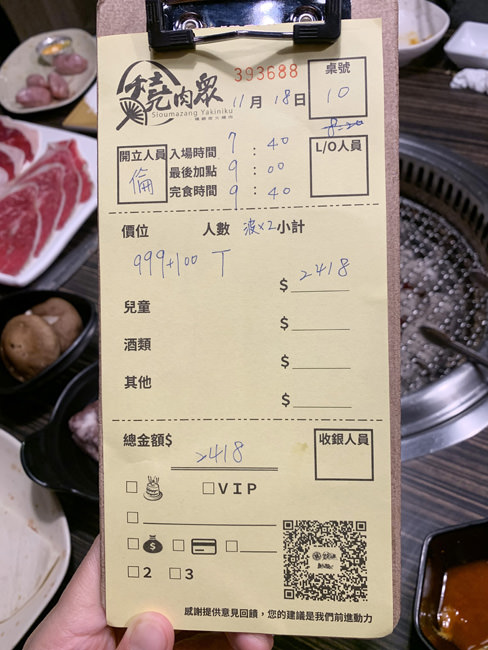 燒肉眾
Sioumazang Yakiniku
393688
桌號
10
11月18日
8-20
開立人員
倫
入場時間 7:40
最後加點 9:00
完食時間 9:40
L/O人員
價位 人數 波x2 小計
999+100 T
$ 2418
兒童
$
酒類
$
其他
$
總金額$ 2418
收銀人員
VIP
2 3
感謝提供意見回饋，您的建議是我們前進動力